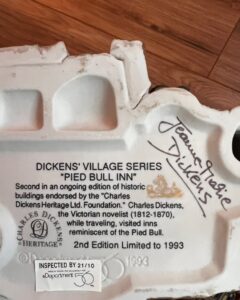 DICKENS' VILLAGE SERIES
"PIED BULL INN"
Second in an ongoing edition of historic
buildings endorsed by the "Charles
Dickens Heritage Ltd. Foundation." Charles Dickens,
the Victorian novelist (1812-1870),
while traveling, visited inns
reminiscent of the Pied Bull.
2nd Edition Limited to 1993
CHARLES DICKENS
HERITAGE
INSPECTED BY 21/10
Department 56
Dickens